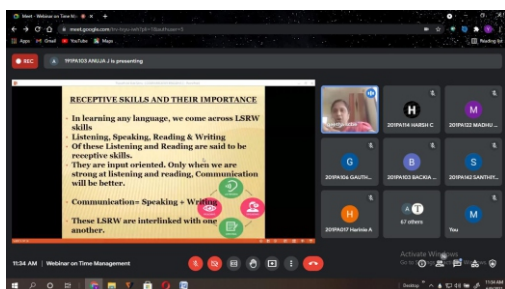 Meet - Webinar on Time M
meet.google.com
Apps Gmail YouTube Maps Reading list
REC 19TPA103 ANUJA J is presenting
RECEPTIVE SKILLS AND THEIR IMPORTANCE
In learning any language, we come across LSRW
skills
Listening, Speaking, Reading & Writing
Of these Listening and Reading are said to be
receptive skills.
They are input oriented. Only when we are
strong at listening and reading, Communication
will be better.
Communication= Speaking + Writing
These LSRW are interlinked with one
another.
H
201PA114 HARSH C
M
201PA122 MADHU ...
G
201PA106 GAUTH...
B
201PA103 BACKIA ...
S
201PA142 SANTHIY...
H
201PA017 Harinie A
A T
67 others
M
You
Activate Windows
11:34 AM | Webinar on Time Management
Desktop
11:34 AM